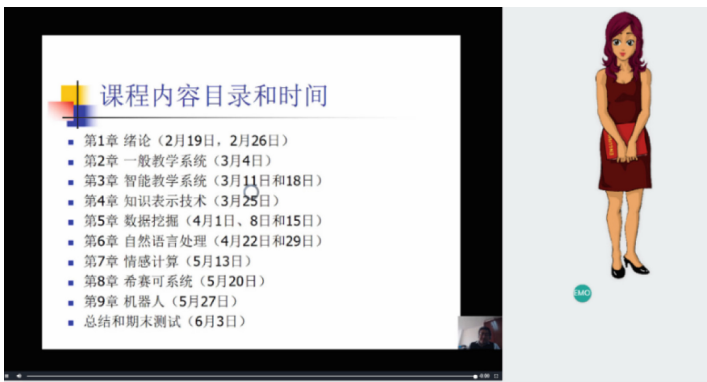 课程内容目录和时间
第1章 绪论（2月19日，2月26日）
第2章 一般教学系统（3月4日）
第3章 智能教学系统（3月11日和18日）
第4章 知识表示技术（3月25日）
第5章 数据挖掘（4月1日、8日和15日）
第6章 自然语言处理（4月22日和29日）
第7章 情感计算（5月13日）
第8章 希赛可系统（5月20日）
第9章 机器人（5月27日）
总结和期末测试（6月3日）
EMO